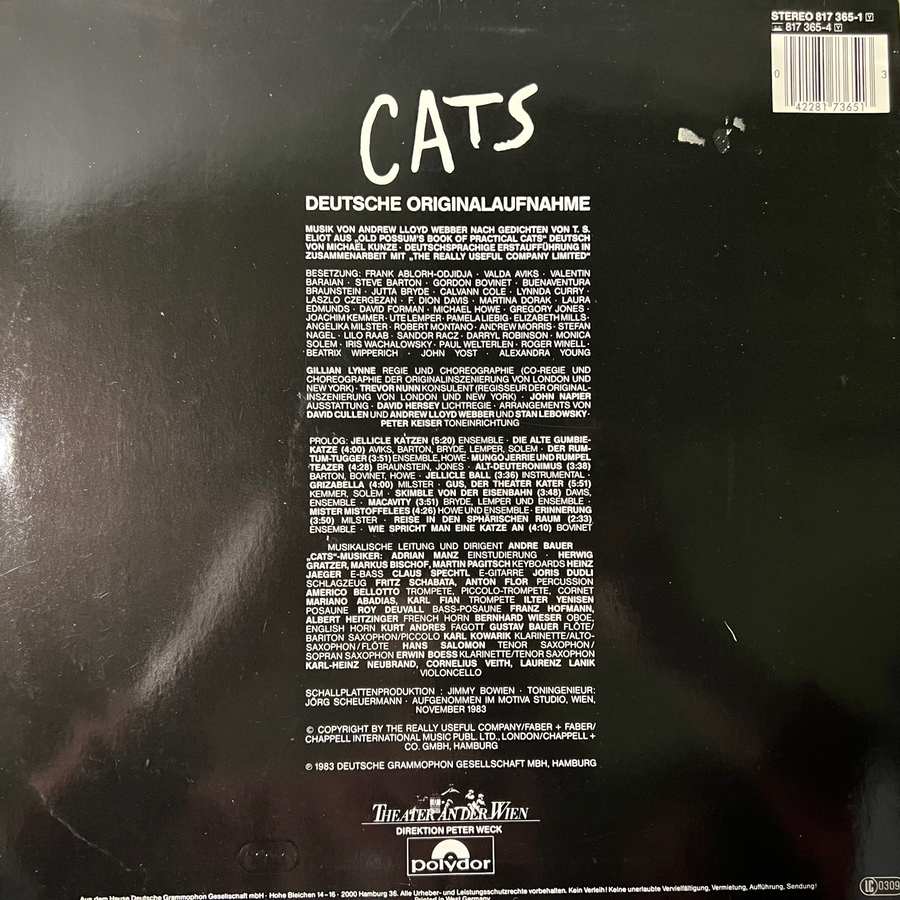 STEREO 817 365-1 Y
817 365-4 Y
0 3
42281 73651
CATS
DEUTSCHE ORIGINALAUFNAHME
MUSIK VON ANDREW LLOYD WEBBER NACH GEDICHTEN VON T. S.
ELIOT AUS „OLD POSSUM'S BOOK OF PRACTICAL CATS“ DEUTSCH
VON MICHAEL KUNZE · DEUTSCHSPRACHIGE ERSTAUFFÜHRUNG IN
ZUSAMMENARBEIT MIT „THE REALLY USEFUL COMPANY LIMITED“
BESETZUNG: FRANK ABLORH-ODJIDJA · VALDA AVIKS · VALENTIN
BARAIAN · STEVE BARTON · GORDON BOVINET · BUENAVENTURA
BRAUNSTEIN · JUTTA BRYDE · CALVANN COLE · LYNNDA CURRY ·
LASZLO CZERGEZAN · F. DION DAVIS · MARTINA DORAK · LAURA
EDMUNDS · DAVID FORMAN · MICHAEL HOWE · GREGORY JONES ·
JOACHIM KEMMER · UTE LEMPER · PAMELA LIEBIG · ELIZABETH MILLS ·
ANGELIKA MILSTER · ROBERT MONTANO · ANDREW MORRIS · STEFAN
NAGEL · LILO RAAB · SANDOR RACZ · DARRYL ROBINSON · MONICA
SOLEM · IRIS WACHALOWSKY · PAUL WELTERLEN · ROGER WINELL ·
BEATRIX WIPPERICH · JOHN YOST · ALEXANDRA YOUNG
GILLIAN LYNNE REGIE UND CHOREOGRAPHIE (CO-REGIE UND
CHOREOGRAPHIE DER ORIGINALINSZENIERUNG VON LONDON UND
NEW YORK) · TREVOR NUNN KONSULENT (REGISSEUR DER ORIGINAL-
INSZENIERUNG VON LONDON UND NEW YORK) · JOHN NAPIER
AUSSTATTUNG · DAVID HERSEY LICHTREGIE · ARRANGEMENTS VON
DAVID CULLEN UND ANDREW LLOYD WEBBER UND STAN LEBOWSKY ·
PETER KEISER TONEINRICHTUNG
PROLOG: JELLICLE KATZEN (5:20) ENSEMBLE · DIE ALTE GUMBIE-
KATZE (4:00) AVIKS, BARTON, BRYDE, LEMPER, SOLEM · DER RUM-
TUM-TUGGER (3:51) ENSEMBLE, HOWE · MUNGO JERRIE UND RUMPEL
TEAZER (4:28) BRAUNSTEIN, JONES · ALT-DEUTERONIMUS (3:38)
BARTON, BOVINET, HOWE · JELLICLE BALL (3:36) INSTRUMENTAL ·
GRIZABELLA (4:00) MILSTER · GUS, DER THEATER KATER (5:51)
KEMMER, SOLEM · SKIMBLE VON DER EISENBAHN (3:48) DAVIS,
ENSEMBLE · MACAVITY (3:51) BRYDE, LEMPER UND ENSEMBLE ·
MISTER MISTOFFELEES (4:26) HOWE UND ENSEMBLE · ERINNERUNG
(3:50) MILSTER · REISE IN DEN SPHÄRISCHEN RAUM (2:33)
ENSEMBLE · WIE SPRICHT MAN EINE KATZE AN (4:10) BOVINET
MUSIKALISCHE LEITUNG UND DIRIGENT ANDRE BAUER
„CATS“-MUSIKER: ADRIAN MANZ EINSTUDIERUNG · HERWIG
GRATZER, MARKUS BISCHOF, MARTIN PAGITSCH KEYBOARDS HEINZ
JAEGER E-BASS CLAUS SPECHTL E-GITARRE JORIS DUDLI
SCHLAGZEUG FRITZ SCHABATA, ANTON FLOR PERCUSSION
AMERICO BELLOTTO TROMPETE, PICCOLO-TROMPETE, CORNET
MARIANO ABADIAS, KARL FIAN TROMPETE ILTER YENISEN
POSAUNE ROY DEUVALL BASS-POSAUNE FRANZ HOFMANN,
ALBERT HEITZINGER FRENCH HORN BERNHARD WIESER OBOE,
ENGLISH HORN KURT ANDRES FAGOTT GUSTAV BAUER FLÖTE/
BARITON SAXOPHON/PICCOLO KARL KOWARIK KLARINETTE/ALTO-
SAXOPHON/FLÖTE HANS SALOMON TENOR SAXOPHON/
SOPRAN SAXOPHON ERWIN BOESS KLARINETTE/TENOR SAXOPHON
KARL-HEINZ NEUBRAND, CORNELIUS VEITH, LAURENZ LANIK
VIOLONCELLO
SCHALLPLATTENPRODUKTION : JIMMY BOWIEN · TONINGENIEUR:
JÖRG SCHEUERMANN · AUFGENOMMEN IM MOTIVA STUDIO, WIEN,
NOVEMBER 1983
© COPYRIGHT BY THE REALLY USEFUL COMPANY/FABER + FABER/
CHAPPELL INTERNATIONAL MUSIC PUBL. LTD., LONDON/CHAPPELL +
CO. GMBH, HAMBURG
℗ 1983 DEUTSCHE GRAMMOPHON GESELLSCHAFT MBH, HAMBURG
THEATER AN DER WIEN
DIREKTION PETER WECK
polydor
Aus dem Hause Deutsche Grammophon Gesellschaft mbH · Hohe Bleichen 14–16 · 2000 Hamburg 36. Alle Urheber- und Leistungsschutzrechte vorbehalten. Kein Verleih! Keine unerlaubte Vervielfältigung, Vermietung, Aufführung, Sendung!
Printed in West Germany
LC 0309